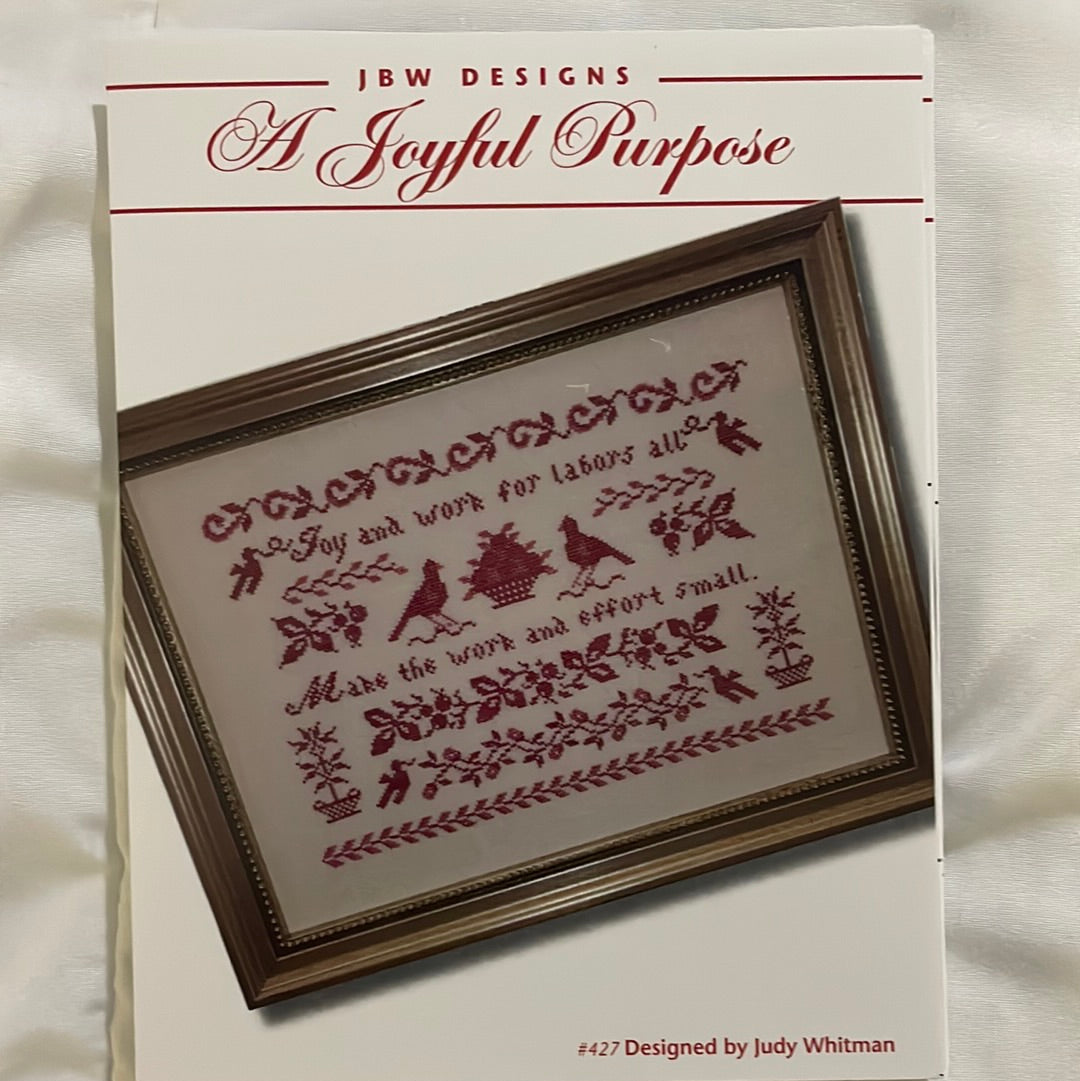 JBW DESIGNS
A Joyful Purpose
Joy and work for labors all
Make the work and effort small.
#427 Designed by Judy Whitman